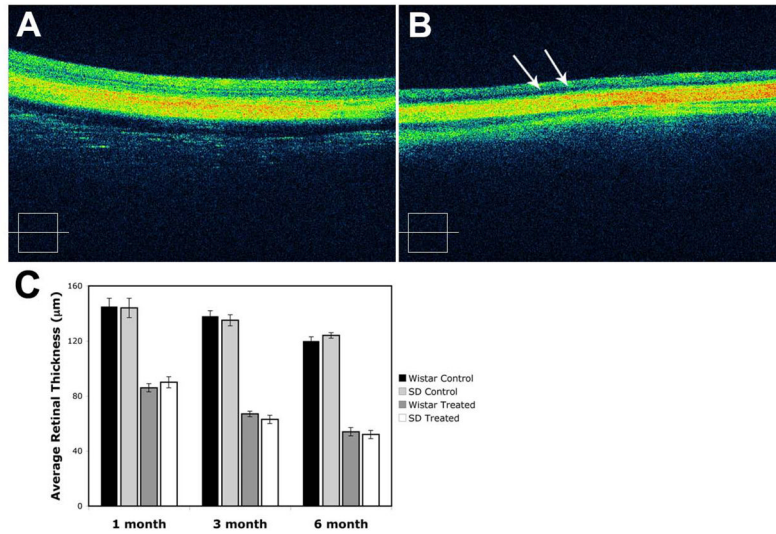 A
B
C
Average Retinal Thickness (μm)
160
120
80
40
0
1 month
3 month
6 month
Wistar Control
SD Control
Wistar Treated
SD Treated